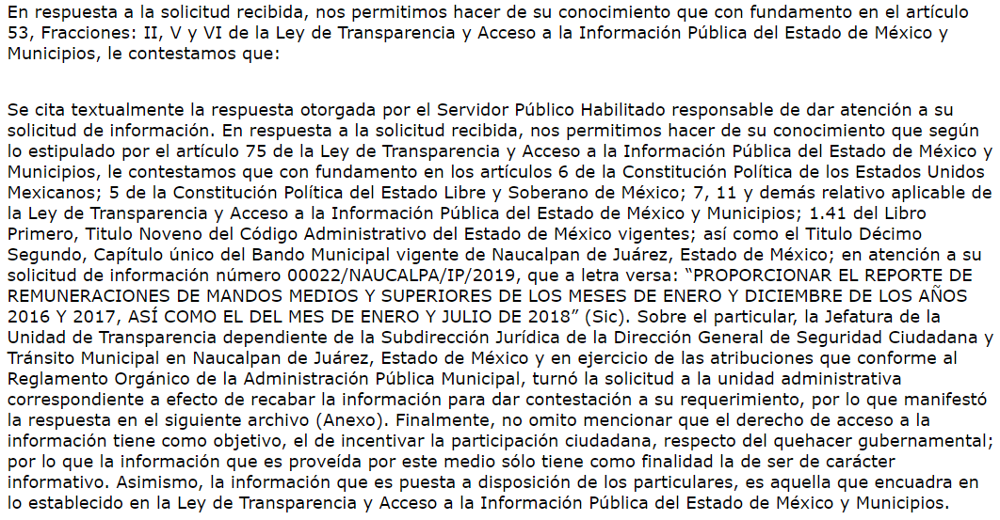 En respuesta a la solicitud recibida, nos permitimos hacer de su conocimiento que con fundamento en el artículo
53, Fracciones: II, V y VI de la Ley de Transparencia y Acceso a la Información Pública del Estado de México y
Municipios, le contestamos que:
Se cita textualmente la respuesta otorgada por el Servidor Público Habilitado responsable de dar atención a su
solicitud de información. En respuesta a la solicitud recibida, nos permitimos hacer de su conocimiento que según
lo estipulado por el artículo 75 de la Ley de Transparencia y Acceso a la Información Pública del Estado de México y
Municipios, le contestamos que con fundamento en los artículos 6 de la Constitución Política de los Estados Unidos
Mexicanos; 5 de la Constitución Política del Estado Libre y Soberano de México; 7, 11 y demás relativo aplicable de
la Ley de Transparencia y Acceso a la Información Pública del Estado de México y Municipios; 1.41 del Libro
Primero, Titulo Noveno del Código Administrativo del Estado de México vigentes; así como el Titulo Décimo
Segundo, Capítulo único del Bando Municipal vigente de Naucalpan de Juárez, Estado de México; en atención a su
solicitud de información número 00022/NAUCALPA/IP/2019, que a letra versa: “PROPORCIONAR EL REPORTE DE
REMUNERACIONES DE MANDOS MEDIOS Y SUPERIORES DE LOS MESES DE ENERO Y DICIEMBRE DE LOS AÑOS
2016 Y 2017, ASÍ COMO EL DEL MES DE ENERO Y JULIO DE 2018” (Sic). Sobre el particular, la Jefatura de la
Unidad de Transparencia dependiente de la Subdirección Jurídica de la Dirección General de Seguridad Ciudadana y
Tránsito Municipal en Naucalpan de Juárez, Estado de México y en ejercicio de las atribuciones que conforme al
Reglamento Orgánico de la Administración Pública Municipal, turnó la solicitud a la unidad administrativa
correspondiente a efecto de recabar la información para dar contestación a su requerimiento, por lo que manifestó
la respuesta en el siguiente archivo (Anexo). Finalmente, no omito mencionar que el derecho de acceso a la
información tiene como objetivo, el de incentivar la participación ciudadana, respecto del quehacer gubernamental;
por lo que la información que es proveída por este medio sólo tiene como finalidad la de ser de carácter
informativo. Asimismo, la información que es puesta a disposición de los particulares, es aquella que encuadra en
lo establecido en la Ley de Transparencia y Acceso a la Información Pública del Estado de México y Municipios.